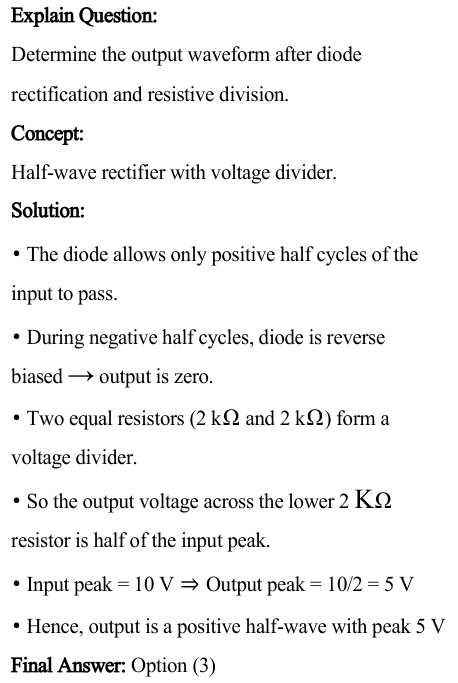 Explain Question:
Determine the output waveform after diode
rectification and resistive division.
Concept:
Half-wave rectifier with voltage divider.
Solution:
• The diode allows only positive half cycles of the
input to pass.
• During negative half cycles, diode is reverse
biased → output is zero.
• Two equal resistors (2 kΩ and 2 kΩ) form a
voltage divider.
• So the output voltage across the lower 2 KΩ
resistor is half of the input peak.
• Input peak = 10 V ⇒ Output peak = 10/2 = 5 V
• Hence, output is a positive half-wave with peak 5 V
Final Answer: Option (3)